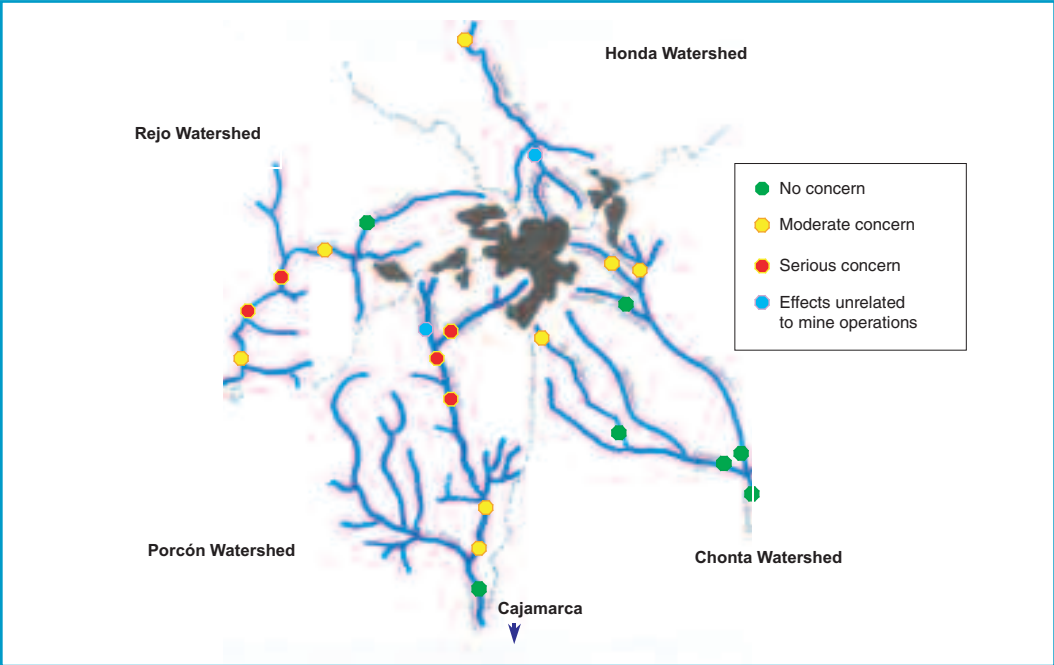 Honda Watershed
Rejo Watershed
No concern
Moderate concern
Serious concern
Effects unrelated
to mine operations
Porcón Watershed
Chonta Watershed
Cajamarca